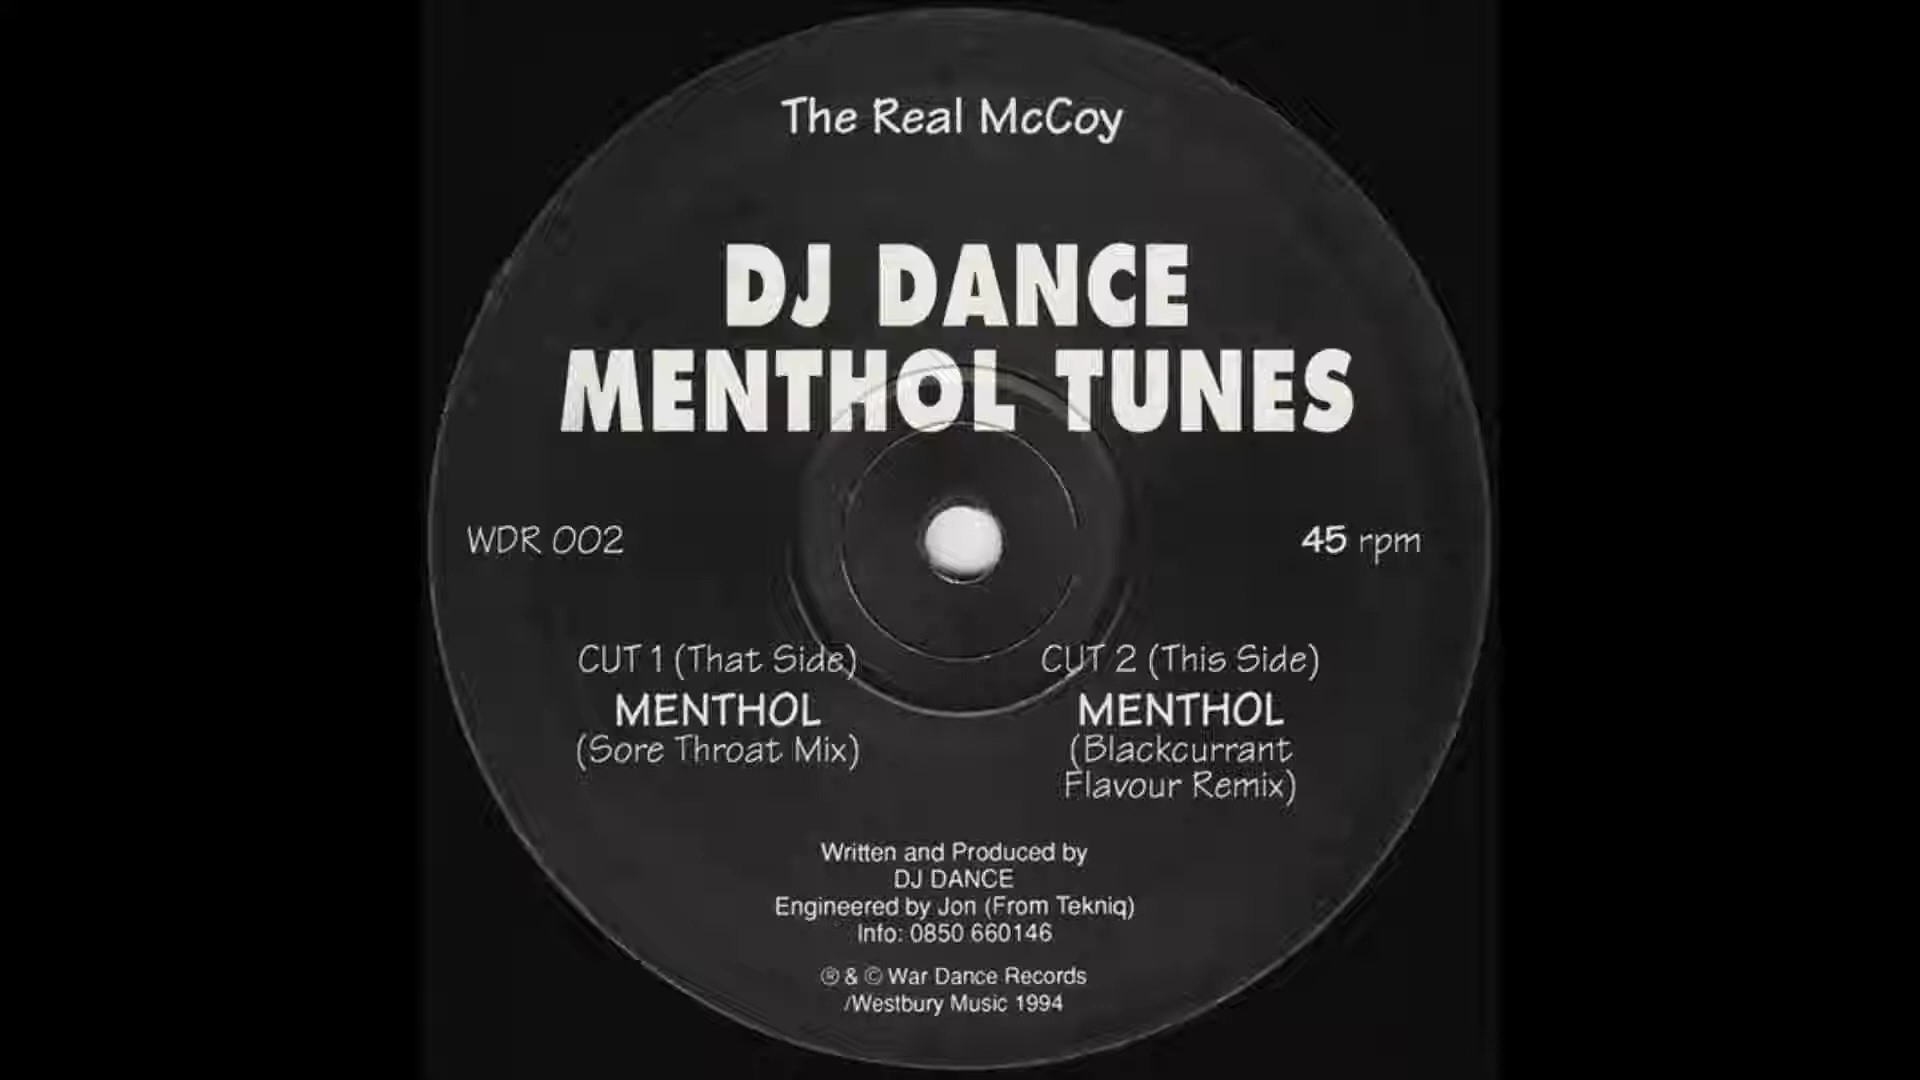 The Real McCoy
DJ DANCE
MENTHOL TUNES
WDR 002
45 rpm
CUT 1 (That Side)
MENTHOL
(Sore Throat Mix)
CUT 2 (This Side)
MENTHOL
(Blackcurrant
Flavour Remix)
Written and Produced by
DJ DANCE
Engineered by Jon (From Tekniq)
Info: 0850 660146
℗ & © War Dance Records
/Westbury Music 1994